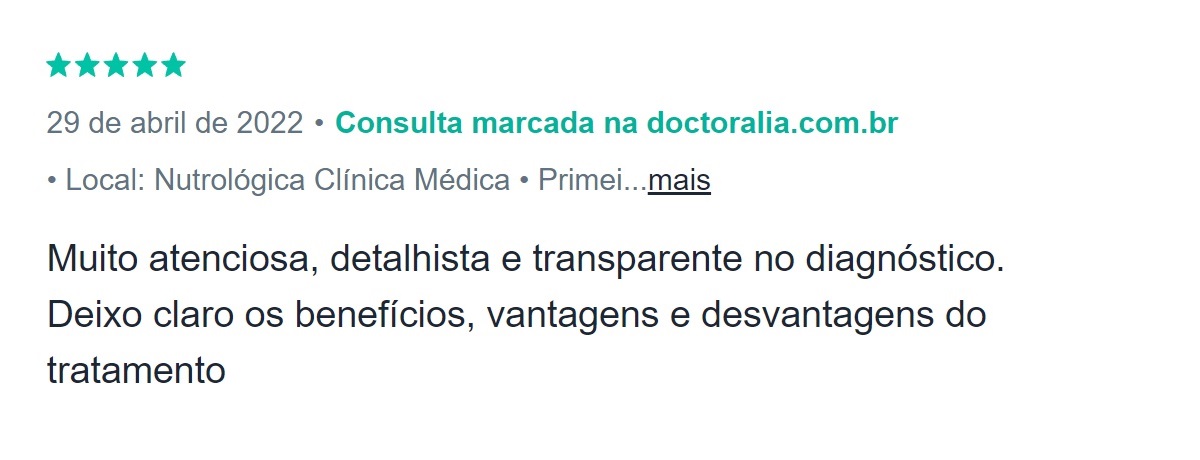 29 de abril de 2022 • Consulta marcada na doctoralia.com.br
• Local: Nutrológica Clínica Médica • Primei...mais
Muito atenciosa, detalhista e transparente no diagnóstico.
Deixo claro os benefícios, vantagens e desvantagens do
tratamento